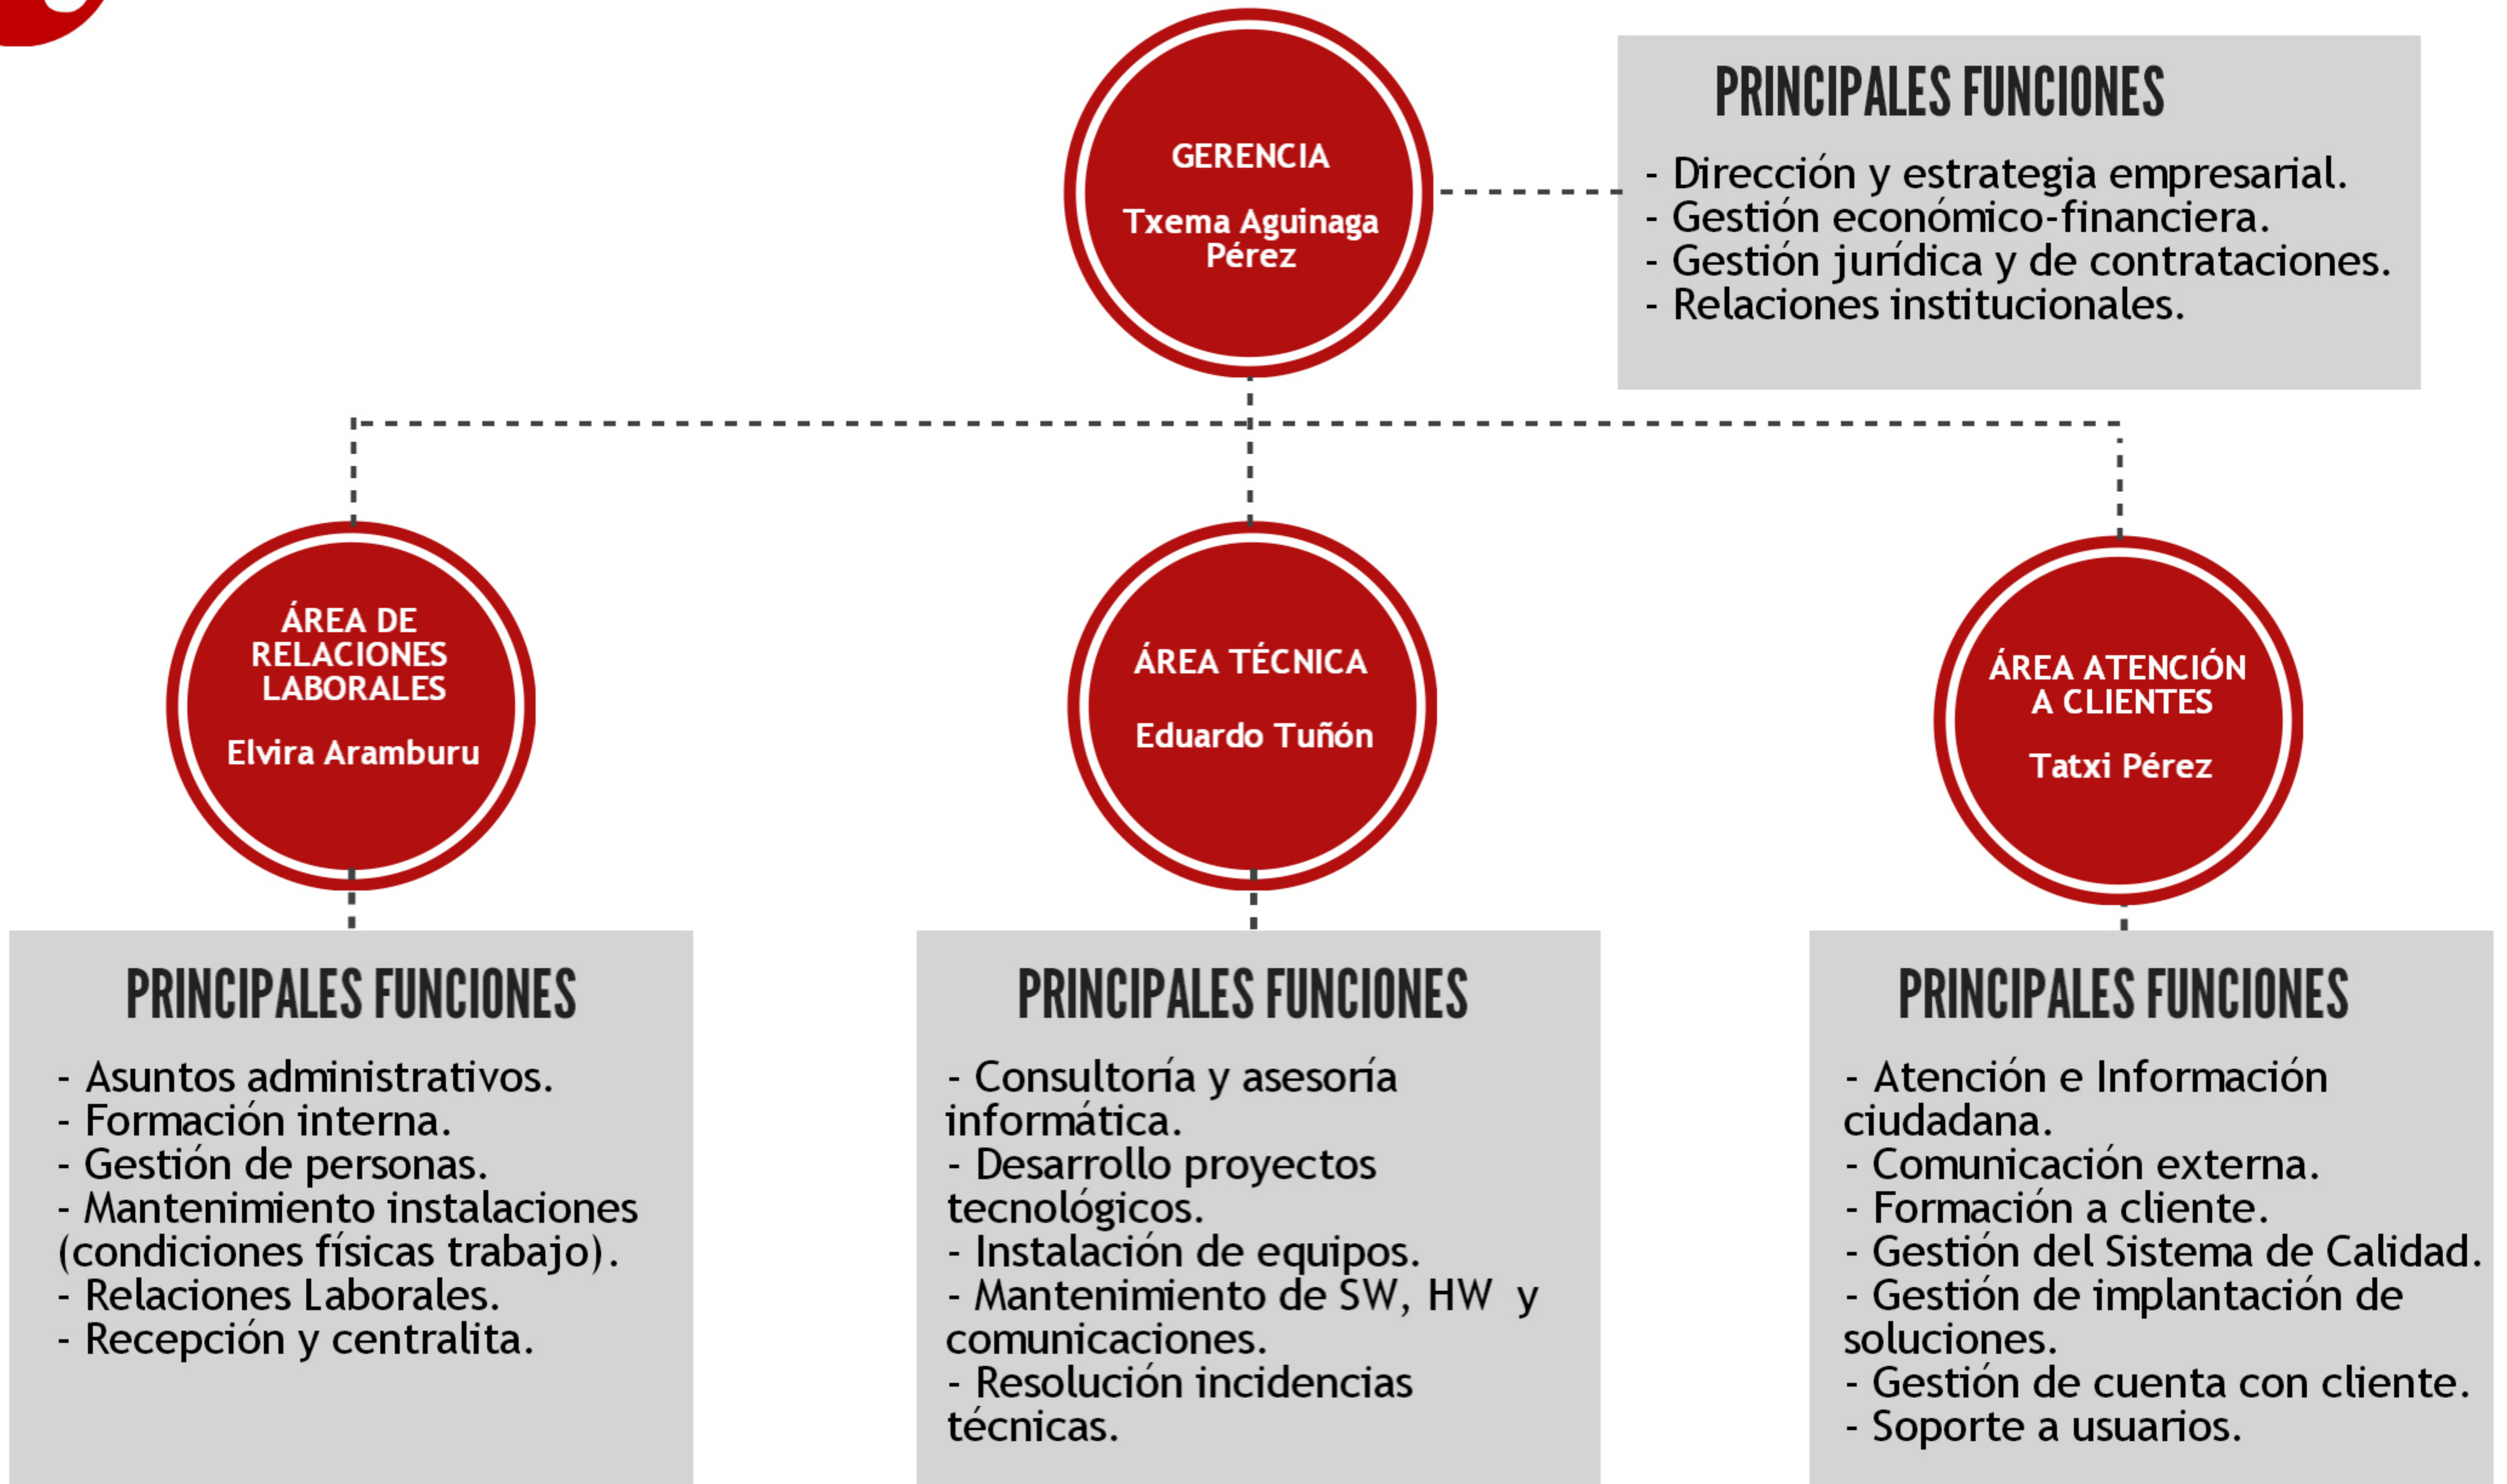 GERENCIA
Txema Aguinaga
Pérez
PRINCIPALES FUNCIONES
- Dirección y estrategia empresarial.
- Gestión económico-financiera.
- Gestión jurídica y de contrataciones.
- Relaciones institucionales.
ÁREA DE
RELACIONES
LABORALES
Elvira Aramburu
ÁREA TÉCNICA
Eduardo Tuñón
ÁREA ATENCIÓN
A CLIENTES
Tatxi Pérez
PRINCIPALES FUNCIONES
- Asuntos administrativos.
- Formación interna.
- Gestión de personas.
- Mantenimiento instalaciones
(condiciones físicas trabajo).
- Relaciones Laborales.
- Recepción y centralita.
PRINCIPALES FUNCIONES
- Consultoría y asesoría
informática.
- Desarrollo proyectos
tecnológicos.
- Instalación de equipos.
- Mantenimiento de SW, HW y
comunicaciones.
- Resolución incidencias
técnicas.
PRINCIPALES FUNCIONES
- Atención e Información
ciudadana.
- Comunicación externa.
- Formación a cliente.
- Gestión del Sistema de Calidad.
- Gestión de implantación de
soluciones.
- Gestión de cuenta con cliente.
- Soporte a usuarios.